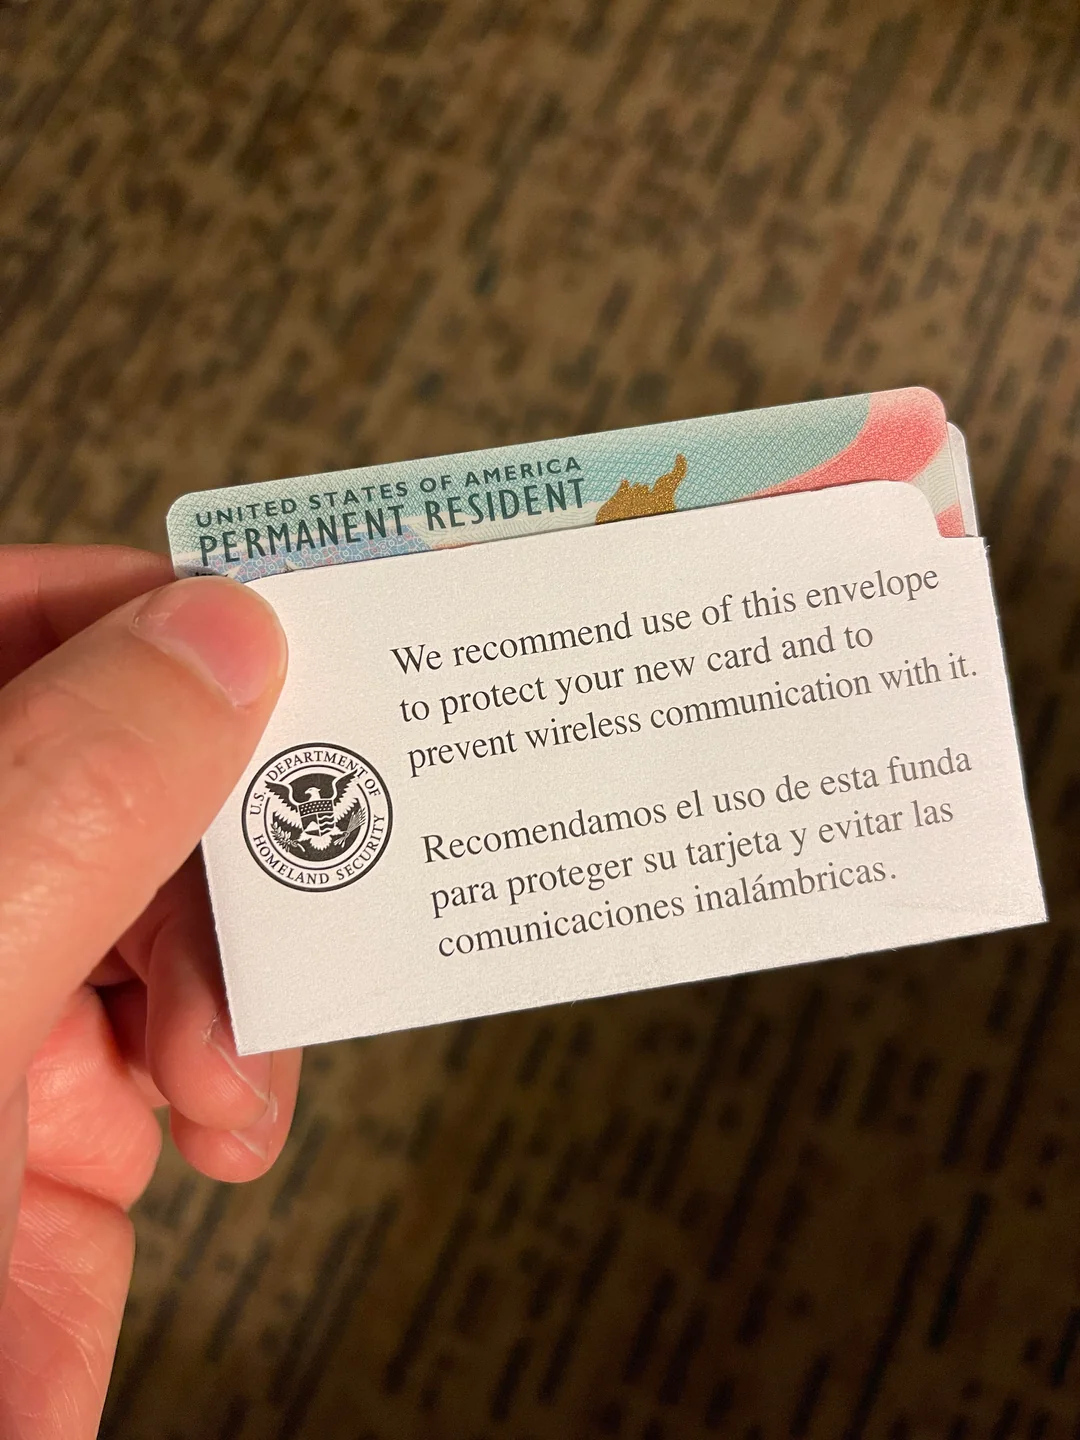 UNITED STATES OF AMERICA
PERMANENT RESIDENT
We recommend use of this envelope
to protect your new card and to
prevent wireless communication with it.
U.S. DEPARTMENT OF
HOMELAND SECURITY
Recomendamos el uso de esta funda
para proteger su tarjeta y evitar las
comunicaciones inalámbricas.